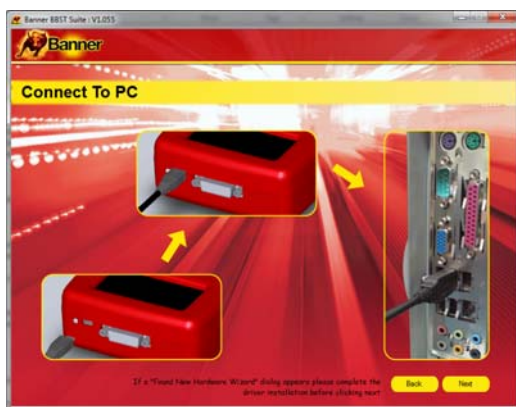 Banner BBST Suite : V1.055
Banner
Connect To PC
If a "Found New Hardware Wizard" dialog appears please complete the
driver installation before clicking next
Back
Next